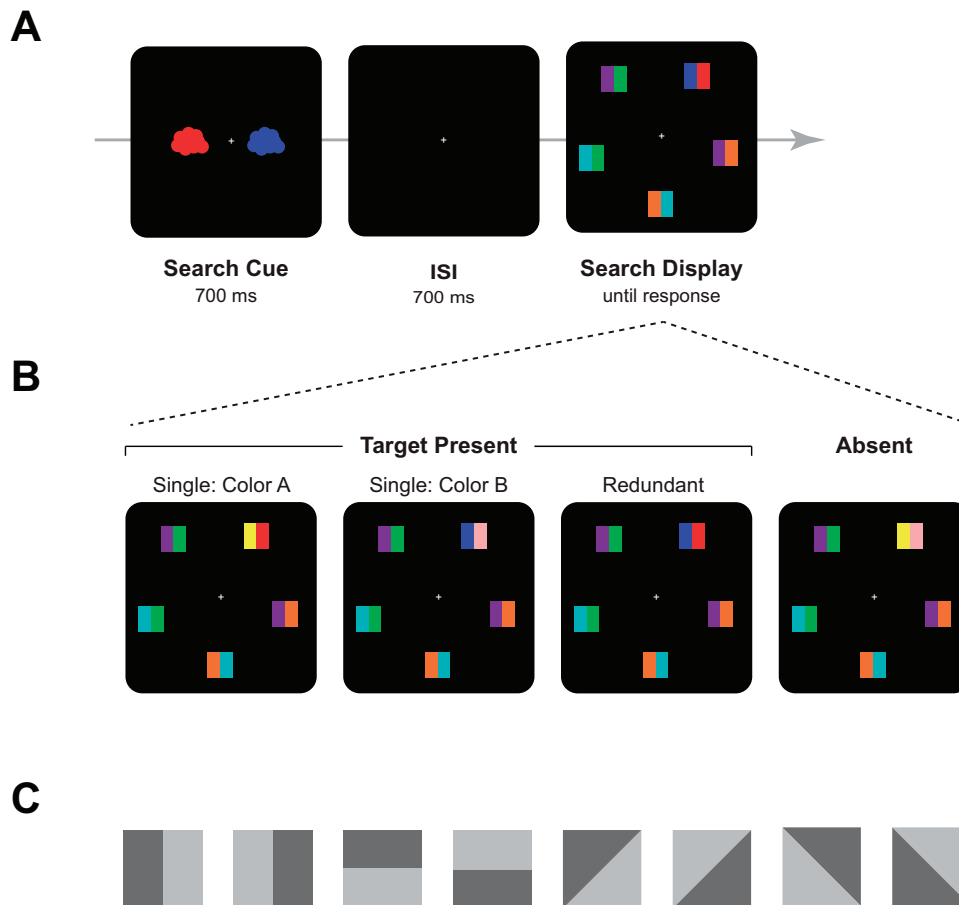 A
Search Cue
700 ms
ISI
700 ms
Search Display
until response
B
Target Present
Absent
Single: Color A
Single: Color B
Redundant
C